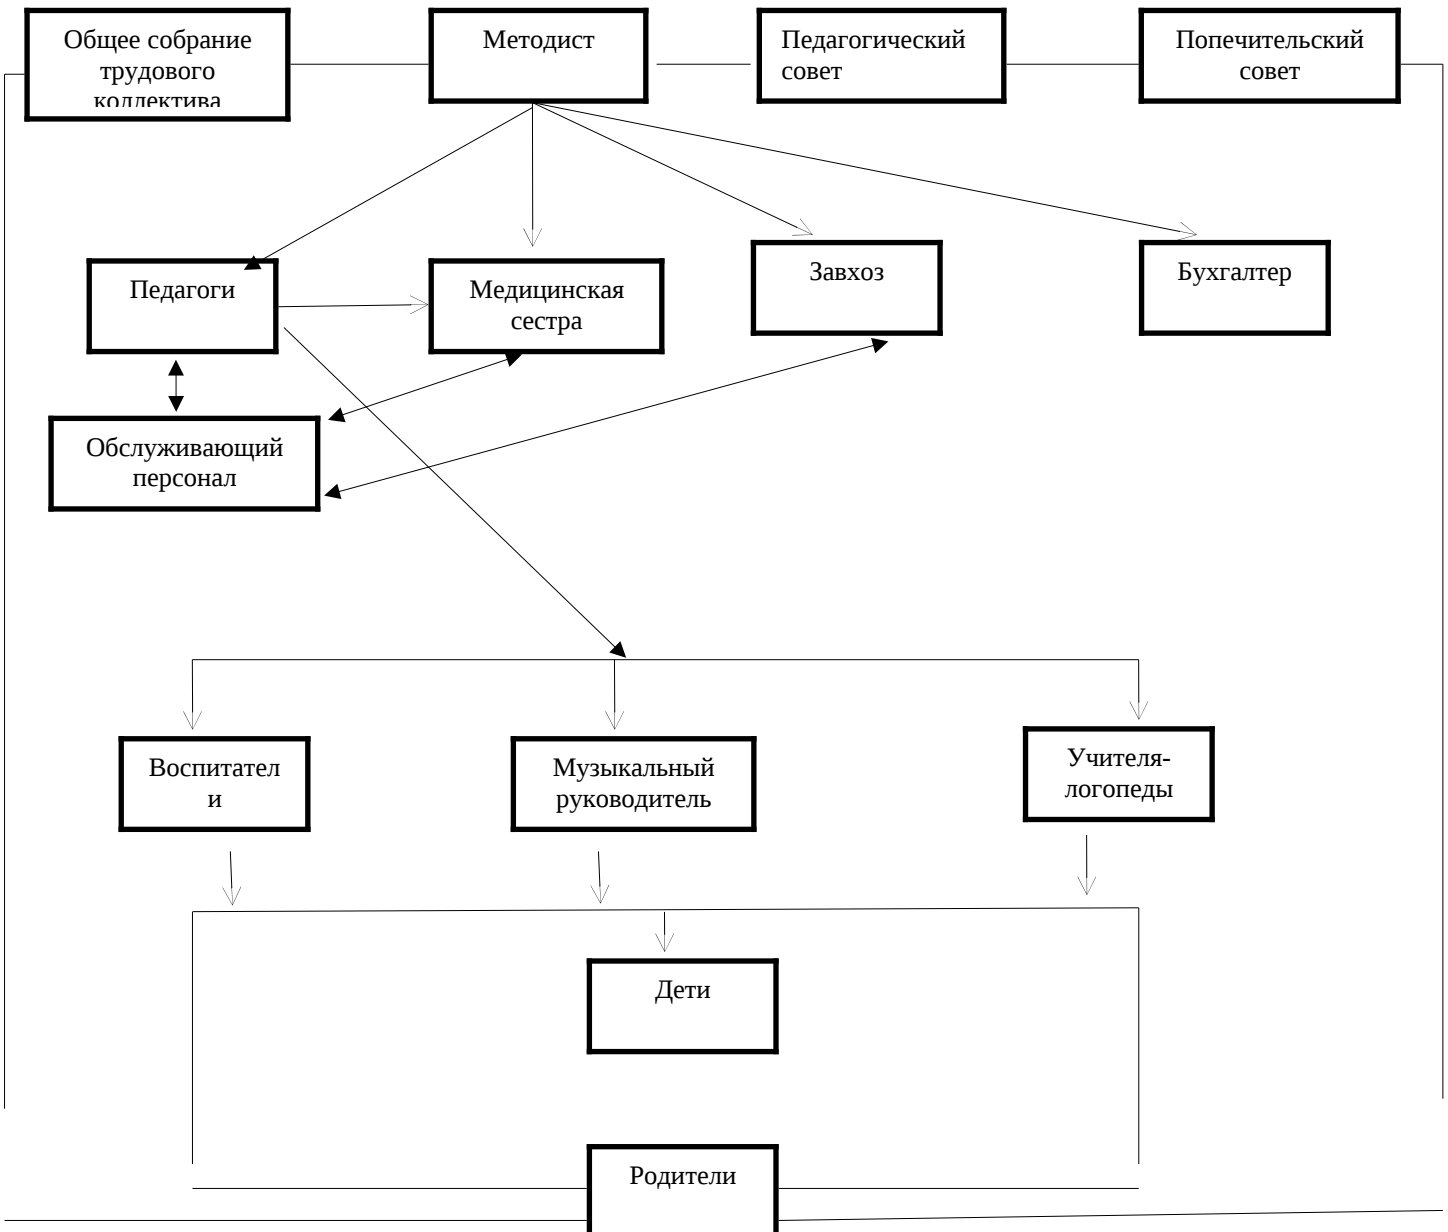 Общее собрание
трудового
коллектива
Методист
Педагогический
совет
Попечительский
совет
Педагоги
Медицинская
сестра
Завхоз
Бухгалтер
Обслуживающий
персонал
Воспитател
и
Музыкальный
руководитель
Учителя-
логопеды
Дети
Родители